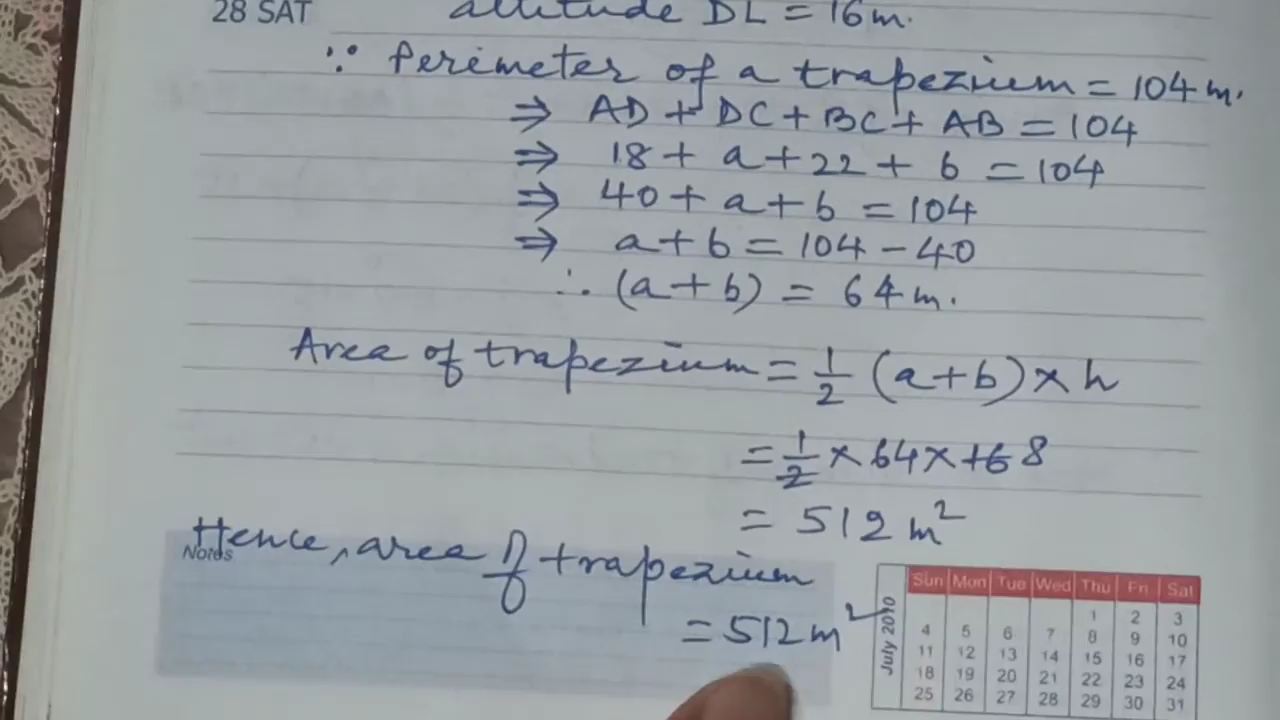 28 SAT altitude DL = 16m.
∵ Perimeter of a trapezium = 104 m.
⇒ AD + DC + BC + AB = 104
⇒ 18 + a + 22 + b = 104
⇒ 40 + a + b = 104
⇒ a + b = 104 - 40
∴ (a + b) = 64 m.
Area of trapezium = 1/2 (a + b) × h
= 1/2 × 64 × 16 8
= 512 m²
Hence, area of trapezium
Notes
= 512 m²
July 2010
Sun Mon Tue Wed Thu Fri Sat
1 2 3
4 5 6 7 8 9 10
11 12 13 14 15 16 17
18 19 20 21 22 23 24
25 26 27 28 29 30 31